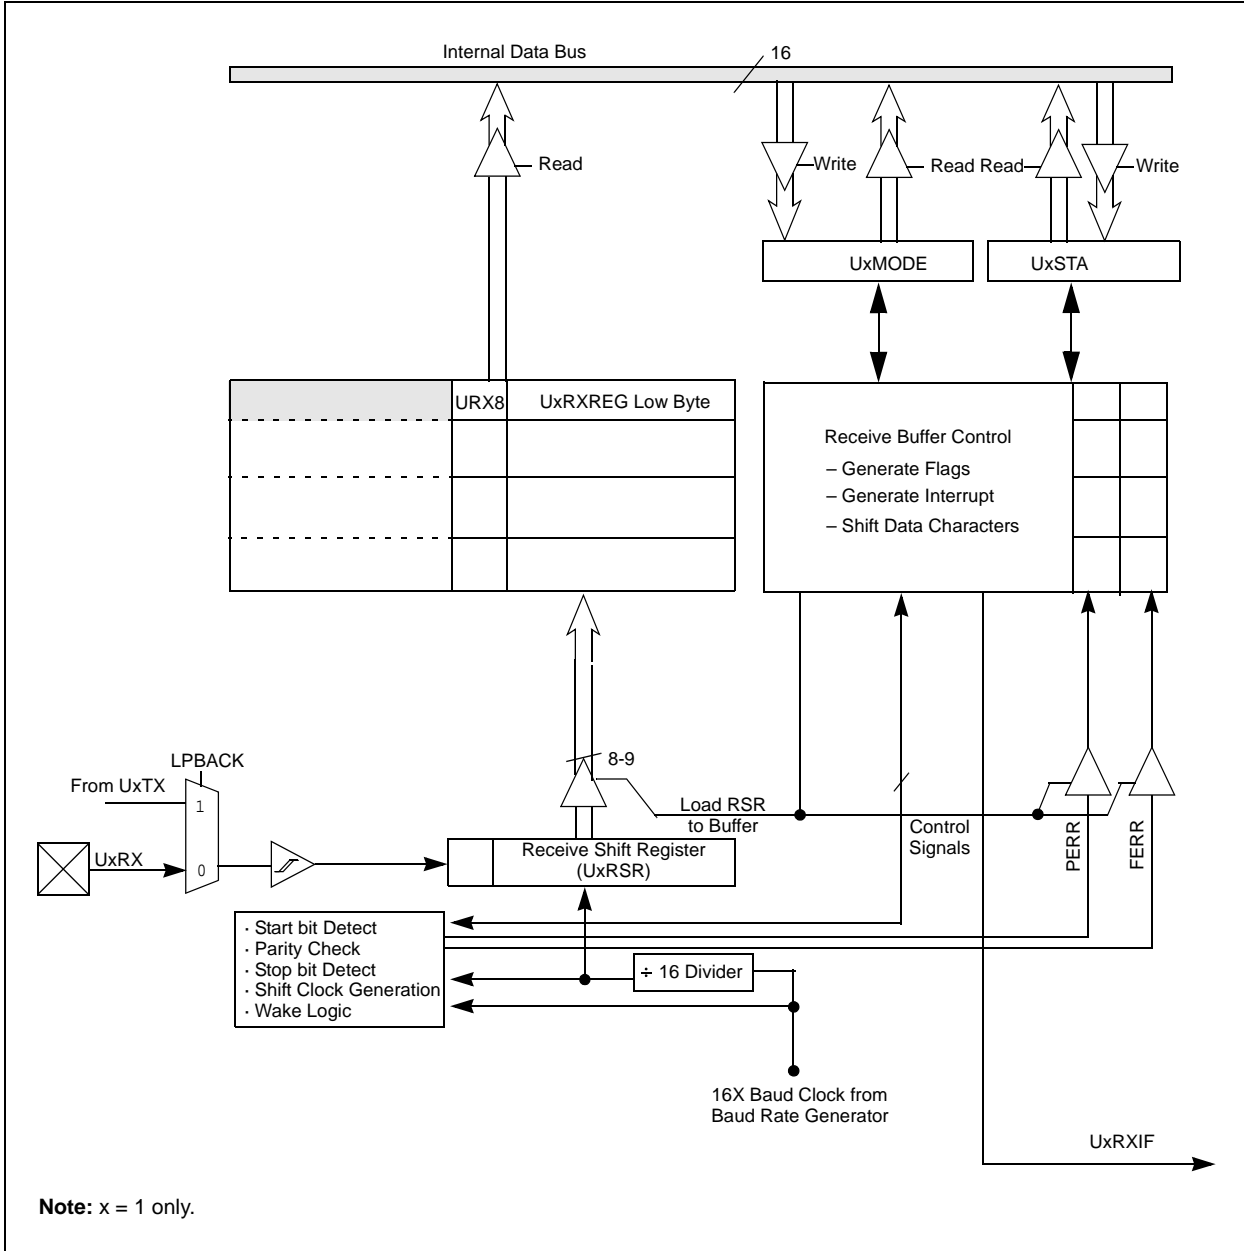 Internal Data Bus
16
Write
Read
Read Read
Write
UxMODE
UxSTA
URX8
UxRXREG Low Byte
Receive Buffer Control
– Generate Flags
– Generate Interrupt
– Shift Data Characters
LPBACK
From UxTX
1
8-9
Load RSR
to Buffer
Control
Signals
PERR
FERR
UxRX
0
Receive Shift Register
(UxRSR)
· Start bit Detect
· Parity Check
· Stop bit Detect
· Shift Clock Generation
· Wake Logic
÷ 16 Divider
16X Baud Clock from
Baud Rate Generator
UxRXIF
Note: x = 1 only.